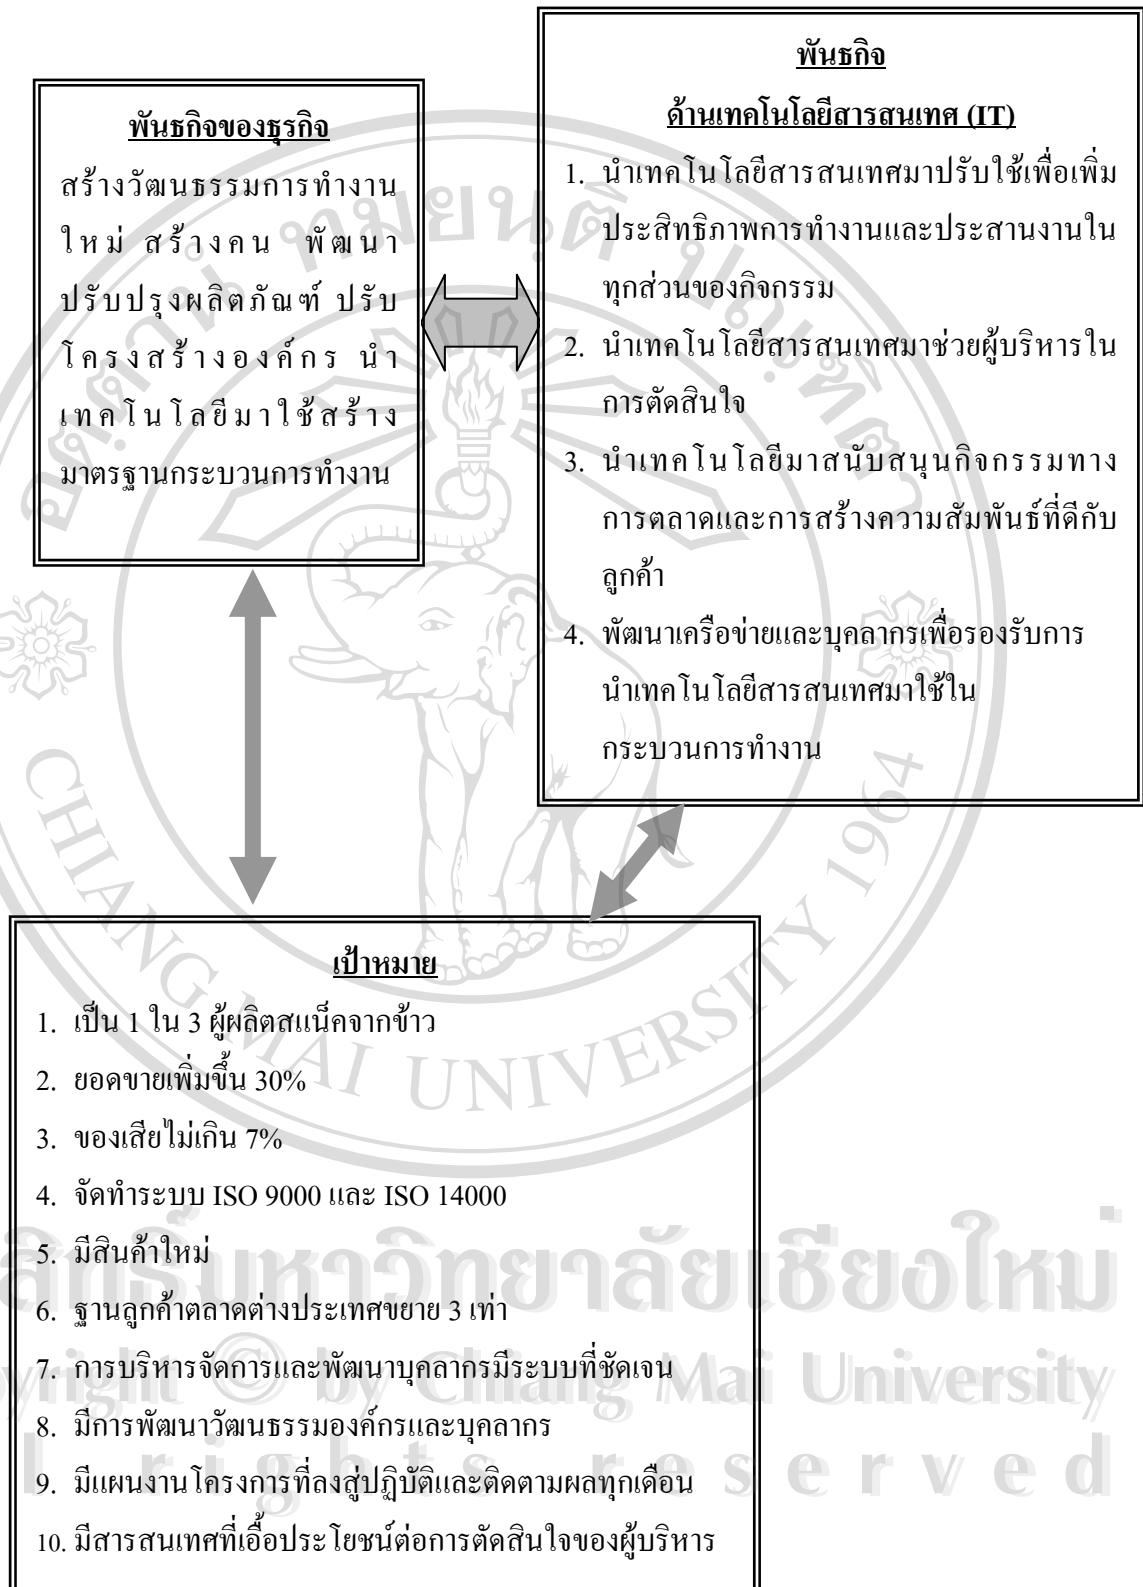 พันธกิจของธุรกิจ
สร้างวัฒนธรรมการทำงาน
ใหม่ สร้างคน พัฒนา
ปรับปรุงผลิตภัณฑ์ ปรับ
โครงสร้างองค์กร นำ
เทคโนโลยีมาใช้สร้าง
มาตรฐานกระบวนการทำงาน
พันธกิจ
ด้านเทคโนโลยีสารสนเทศ (IT)
1. นำเทคโนโลยีสารสนเทศมาปรับใช้เพื่อเพิ่ม
ประสิทธิภาพการทำงานและประสานงานใน
ทุกส่วนของกิจกรรม
2. นำเทคโนโลยีสารสนเทศมาช่วยผู้บริหารใน
การตัดสินใจ
3. นำเทคโนโลยีมาสนับสนุนกิจกรรมทาง
การตลาดและการสร้างความสัมพันธ์ที่ดีกับ
ลูกค้า
4. พัฒนาเครือข่ายและบุคลากรเพื่อรองรับการ
นำเทคโนโลยีสารสนเทศมาใช้ใน
กระบวนการทำงาน
เป้าหมาย
1. เป็น 1 ใน 3 ผู้ผลิตสแน็คจากข้าว
2. ยอดขายเพิ่มขึ้น 30%
3. ของเสียไม่เกิน 7%
4. จัดทำระบบ ISO 9000 และ ISO 14000
5. มีสินค้าใหม่
6. ฐานลูกค้าตลาดต่างประเทศขยาย 3 เท่า
7. การบริหารจัดการและพัฒนาบุคลากรมีระบบที่ชัดเจน
8. มีการพัฒนาวัฒนธรรมองค์กรและบุคลากร
9. มีแผนงานโครงการที่ลงสู่ปฏิบัติและติดตามผลทุกเดือน
10. มีสารสนเทศที่เอื้อประโยชน์ต่อการตัดสินใจของผู้บริหาร
CHIANG MAI UNIVERSITY 1964
สิทธิ์มหาวิทยาลัยเชียงใหม่
yright © by Chiang Mai University
l rights reserved